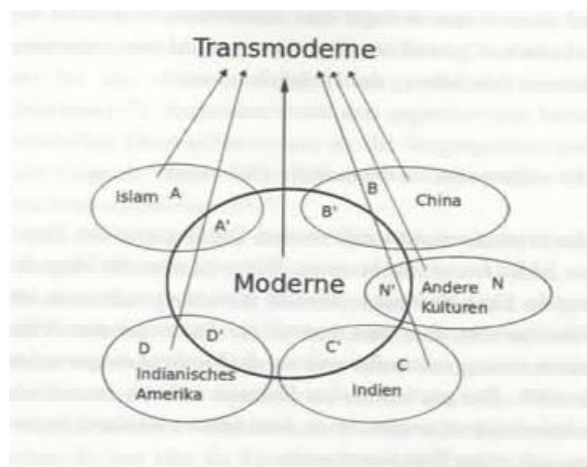 Transmoderne
Islam A
A'
B
B'
China
Moderne
N'
Andere N
Kulturen
D
D'
Indianisches
Amerika
C'
C
Indien